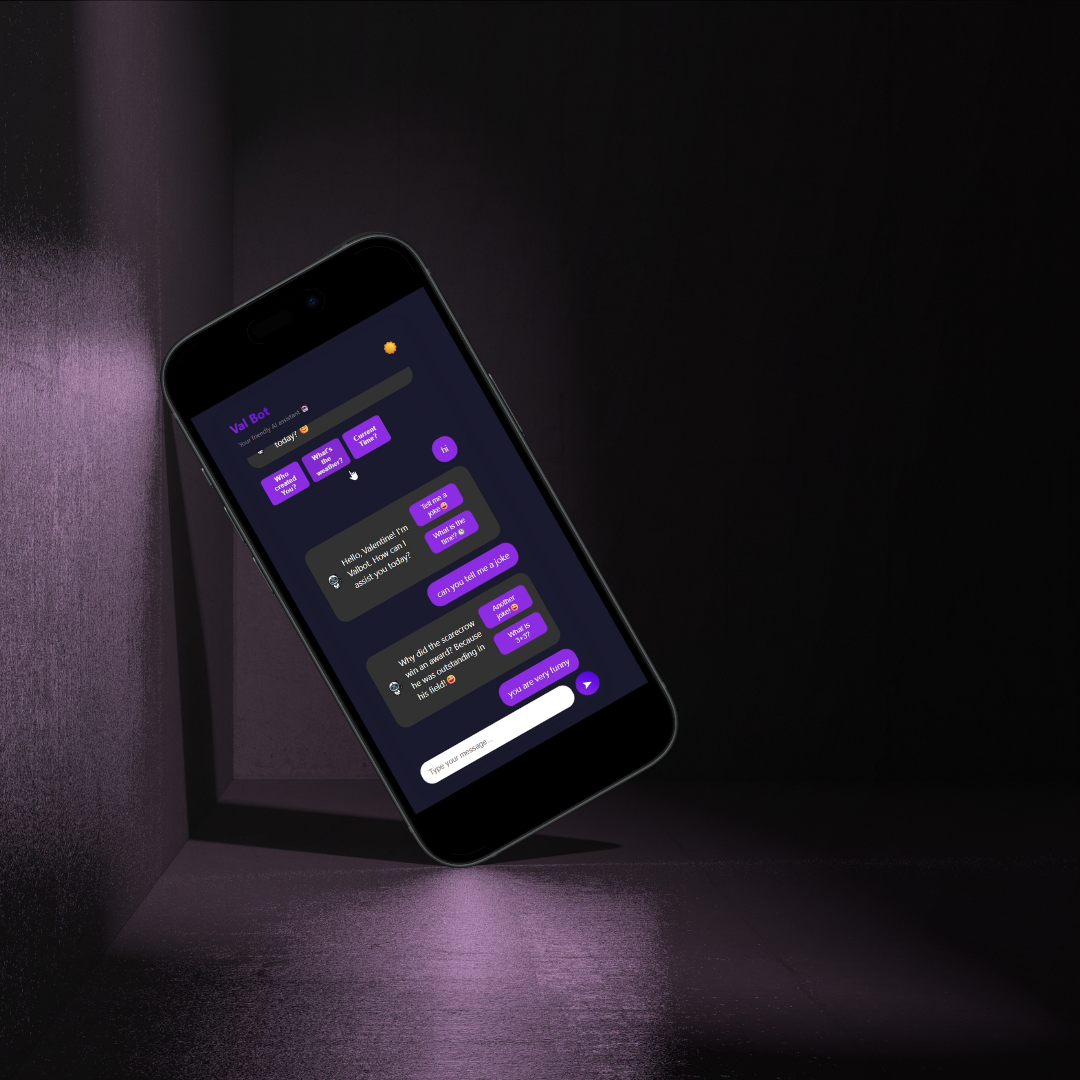 Val Bot
Your friendly AI assistant
today? 😊
Who
created
You?
What's
the
weather?
Current
Time?
hi
Hello, Valentine! I'm
Valbot. How can I
assist you today?
Tell me a
joke😄
What is the
time?
can you tell me a joke
Why did the scarecrow
win an award? Because
he was outstanding in
his field!😄
Another
joke!😄
What is
3+3?
you are very funny
Type your message...